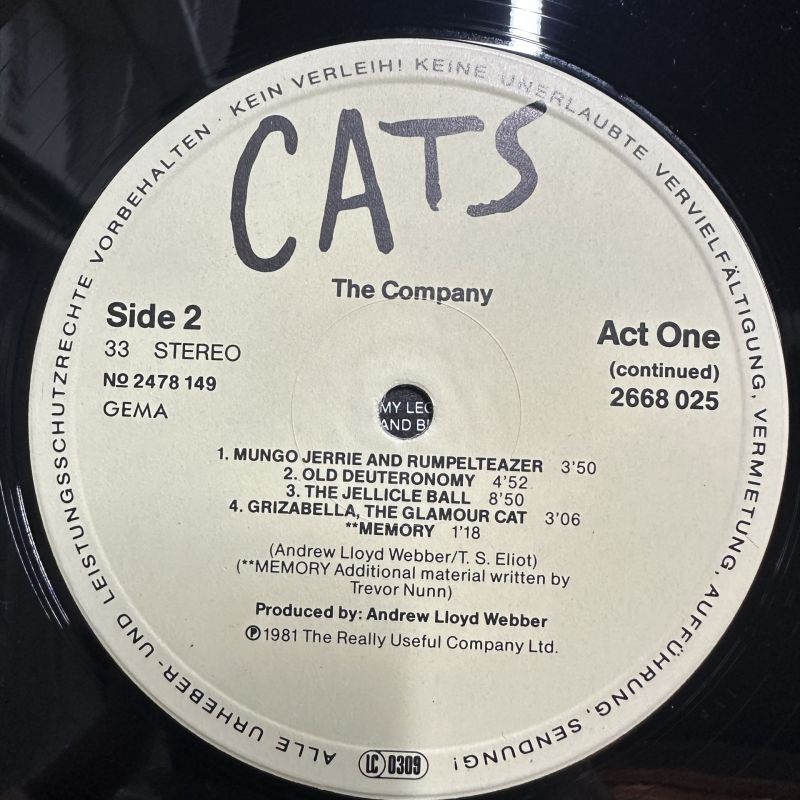 ALLE URHEBER- UND LEISTUNGSSCHUTZRECHTE VORBEHALTEN · KEIN VERLEIH! KEINE UNERLAUBTE VERVIELFÄLTIGUNG, VERMIETUNG, AUFFÜHRUNG, SENDUNG!
CATS
The Company
Side 2
33 STEREO
№ 2478 149
GEMA
Act One
(continued)
2668 025
MY LEG
AND B
1. MUNGO JERRIE AND RUMPELTEAZER 3'50
2. OLD DEUTERONOMY 4'52
3. THE JELLICLE BALL 8'50
4. GRIZABELLA, THE GLAMOUR CAT 3'06
**MEMORY 1'18
(Andrew Lloyd Webber/T. S. Eliot)
(**MEMORY Additional material written by
Trevor Nunn)
Produced by: Andrew Lloyd Webber
℗1981 The Really Useful Company Ltd.
LC 0309